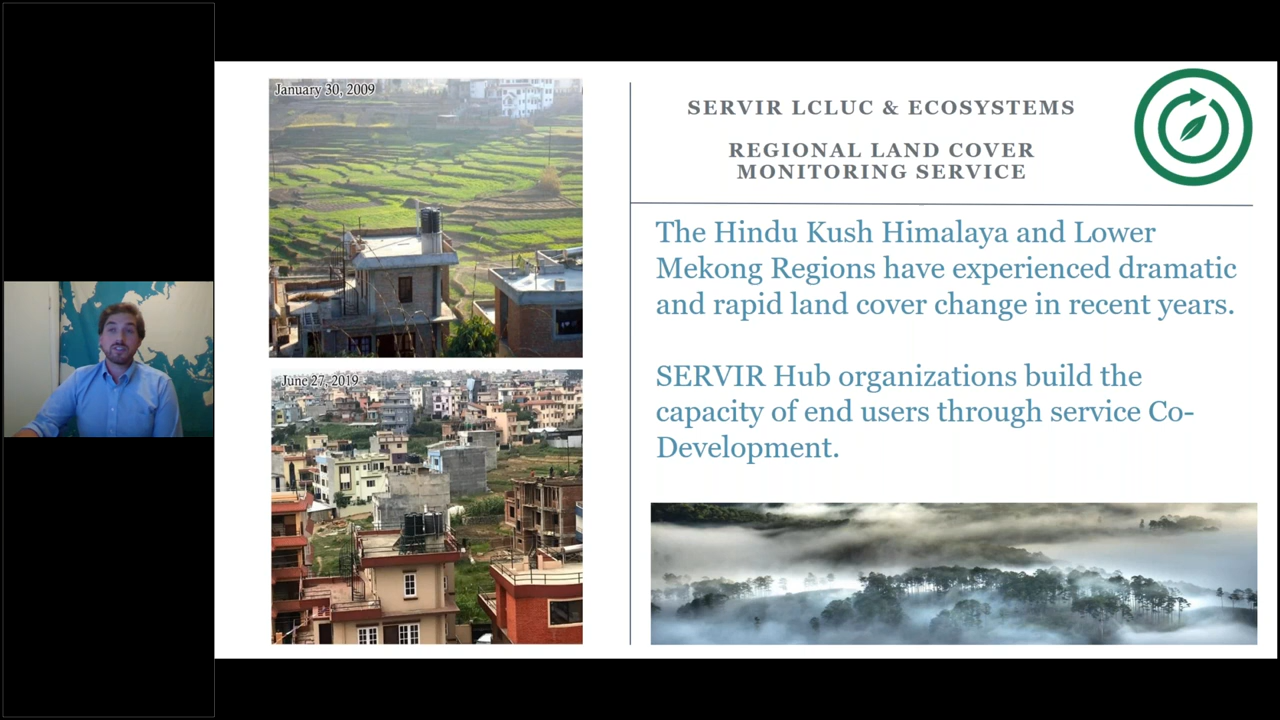 January 30, 2009
June 27, 2019
SERVIR LCLUC & ECOSYSTEMS
REGIONAL LAND COVER
MONITORING SERVICE
The Hindu Kush Himalaya and Lower
Mekong Regions have experienced dramatic
and rapid land cover change in recent years.
SERVIR Hub organizations build the
capacity of end users through service Co-
Development.